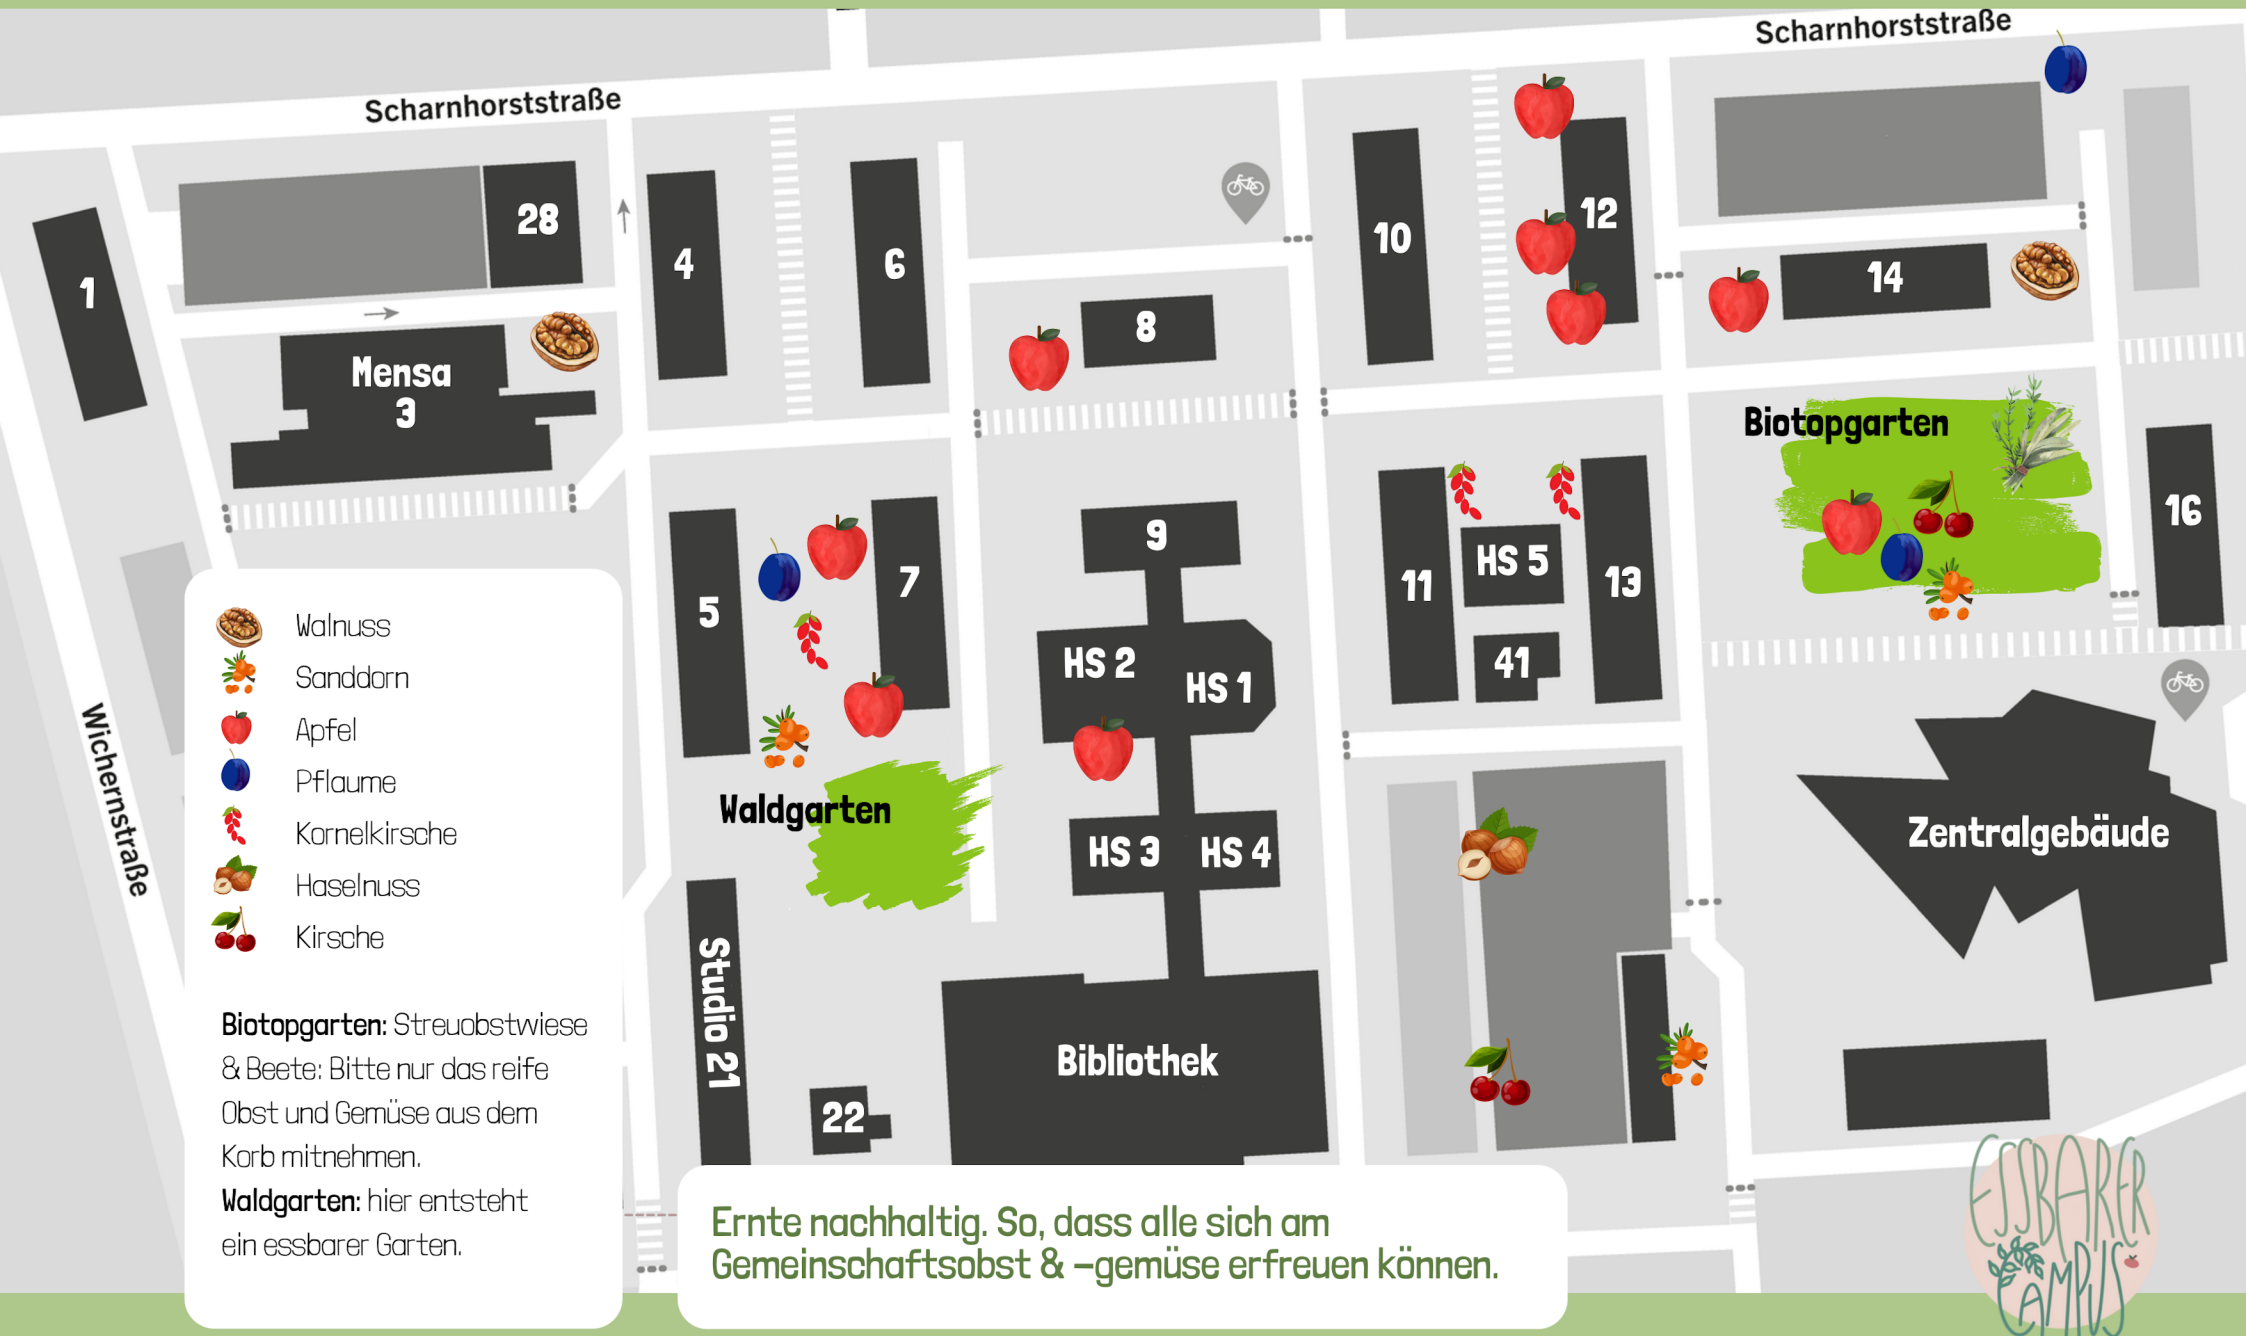 Scharnhorststraße
Scharnhorststraße
28
1
4
6
10
12
14
8
Mensa
3
Biotopgarten
16
5
7
9
11
HS 5
13
41
HS 2
HS 1
Waldgarten
HS 3
HS 4
Zentralgebäude
Wichernstraße
Studio 21
22
Bibliothek
Walnuss
Sanddorn
Apfel
Pflaume
Kornelkirsche
Haselnuss
Kirsche
Biotopgarten: Streuobstwiese
& Beete: Bitte nur das reife
Obst und Gemüse aus dem
Korb mitnehmen.
Waldgarten: hier entsteht
ein essbarer Garten.
Ernte nachhaltig. So, dass alle sich am
Gemeinschaftsobst & -gemüse erfreuen können.
ESSBARER
CAMPUS